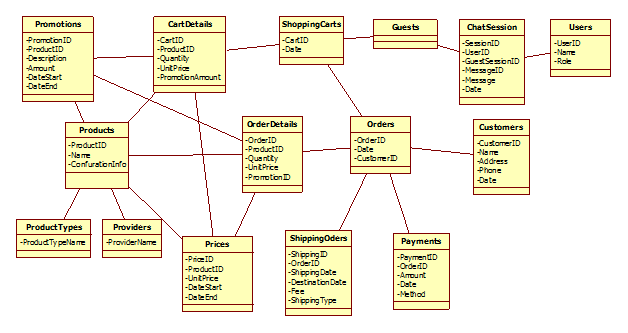 Promotions
-PromotionID
-ProductID
-Description
-Amount
-DateStart
-DateEnd
CartDetails
-CartID
-ProductID
-Quantity
-UnitPrice
-PromotionAmount
ShoppingCarts
-CartID
-Date
Guests
ChatSession
-SessionID
-UserID
-GuestSessionID
-MessageID
-Message
-Date
Users
-UserID
-Name
-Role
Products
-ProductID
-Name
-ConfurationInfo
OrderDetails
-OrderID
-ProductID
-Quantity
-UnitPrice
-PromotionID
Orders
-OrderID
-Date
-CustomerID
Customers
-CustomerID
-Name
-Address
-Phone
-Date
ProductTypes
-ProductTypeName
Providers
-ProviderName
Prices
-PriceID
-ProductID
-UnitPrice
-DateStart
-DateEnd
ShippingOders
-ShippingID
-OrderID
-ShippingDate
-DestinationDate
-Fee
-ShippingType
Payments
-PaymentID
-OrderID
-Amount
-Date
-Method